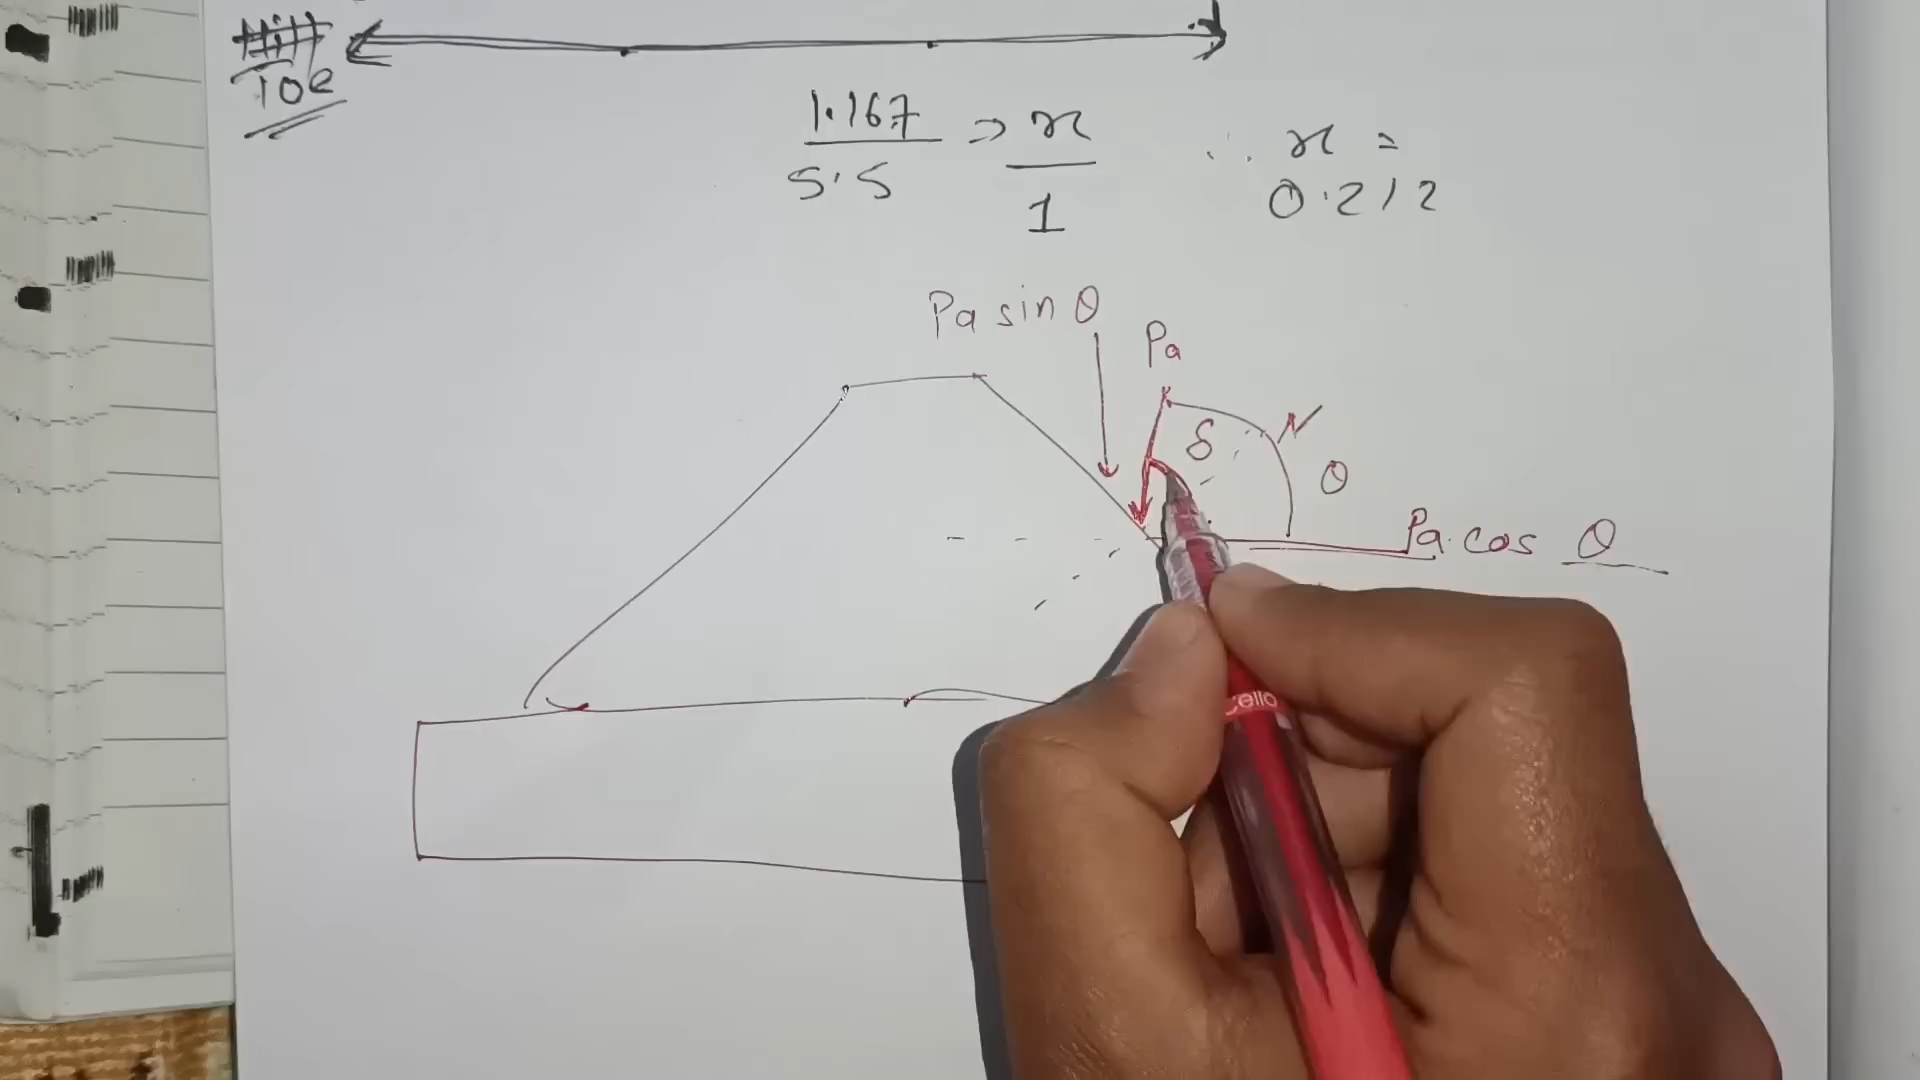 Toe
1.167 => x ∴ x =
5.5 1 0.212
Pa sin θ
Pa
N
δ θ
Pa. cos θ
cello